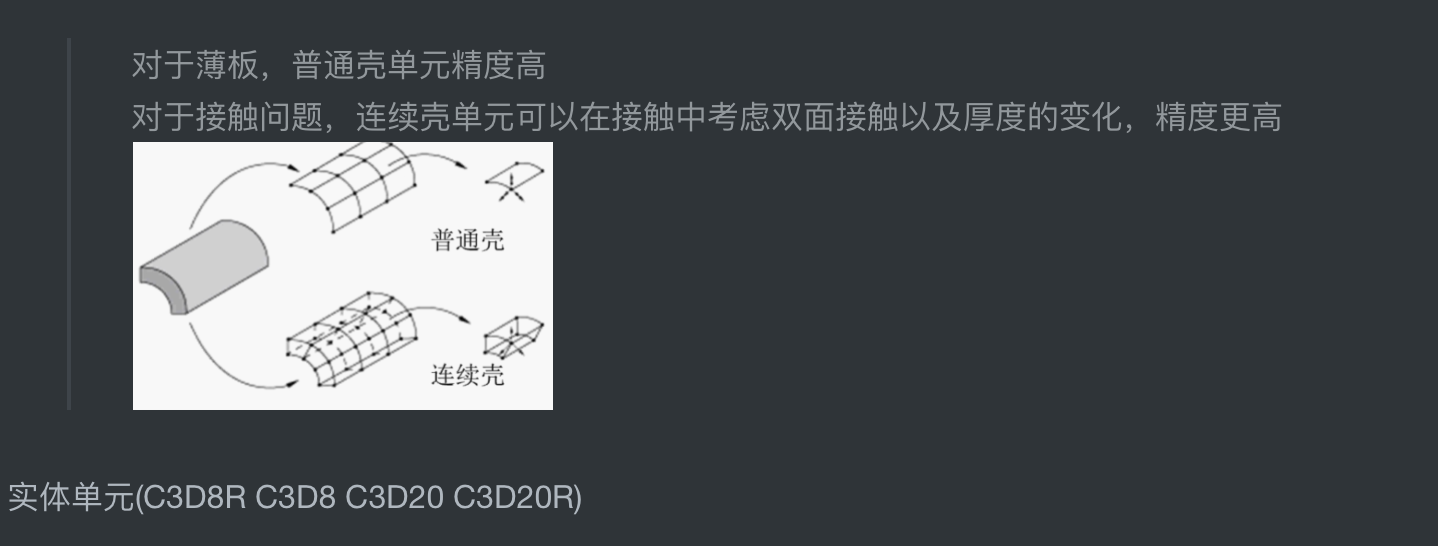 对于薄板，普通壳单元精度高
对于接触问题，连续壳单元可以在接触中考虑双面接触以及厚度的变化，精度更高
普通壳
连续壳
实体单元(C3D8R C3D8 C3D20 C3D20R)